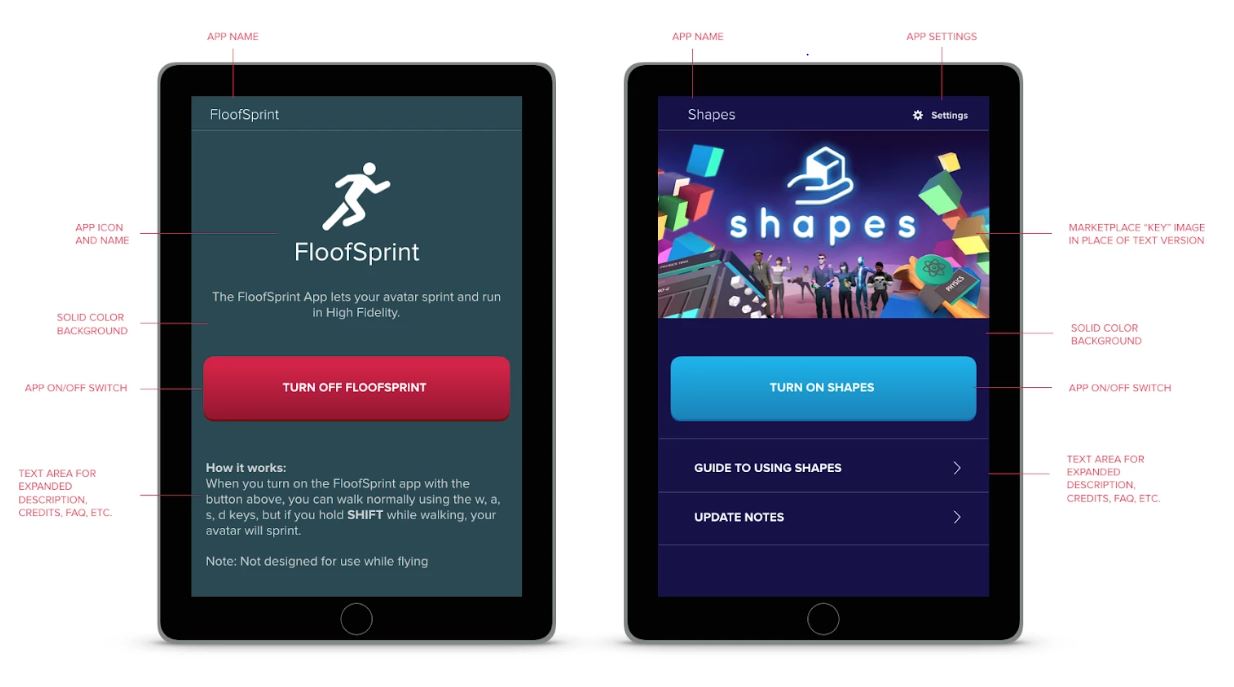 APP NAME
FloofSprint
APP ICON
AND NAME
FloofSprint
The FloofSprint App lets your avatar sprint and run
in High Fidelity.
SOLID COLOR
BACKGROUND
APP ON/OFF SWITCH
TURN OFF FLOOFSPRINT
TEXT AREA FOR
EXPANDED
DESCRIPTION,
CREDITS, FAQ, ETC.
How it works:
When you turn on the FloofSprint app with the
button above, you can walk normally using the w, a,
s, d keys, but if you hold SHIFT while walking, your
avatar will sprint.
Note: Not designed for use while flying
APP NAME
APP SETTINGS
Shapes
Settings
shapes
PHYSICS
MARKETPLACE “KEY” IMAGE
IN PLACE OF TEXT VERSION
SOLID COLOR
BACKGROUND
TURN ON SHAPES
APP ON/OFF SWITCH
GUIDE TO USING SHAPES
UPDATE NOTES
TEXT AREA FOR
EXPANDED
DESCRIPTION,
CREDITS, FAQ, ETC.